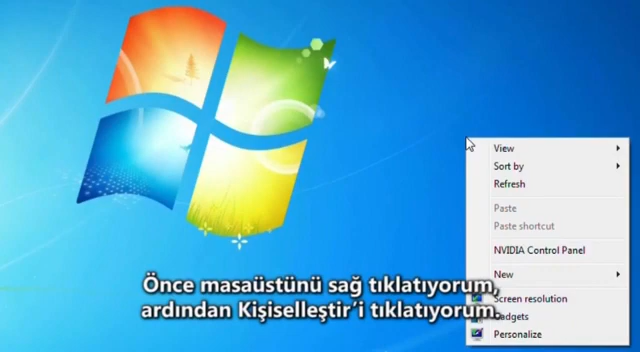 View
Sort by
Refresh
Paste
Paste shortcut
NVIDIA Control Panel
New
Screen resolution
Gadgets
Personalize
Önce masaüstünü sağ tıklatıyorum,
ardından Kişiselleştir’i tıklatıyorum.